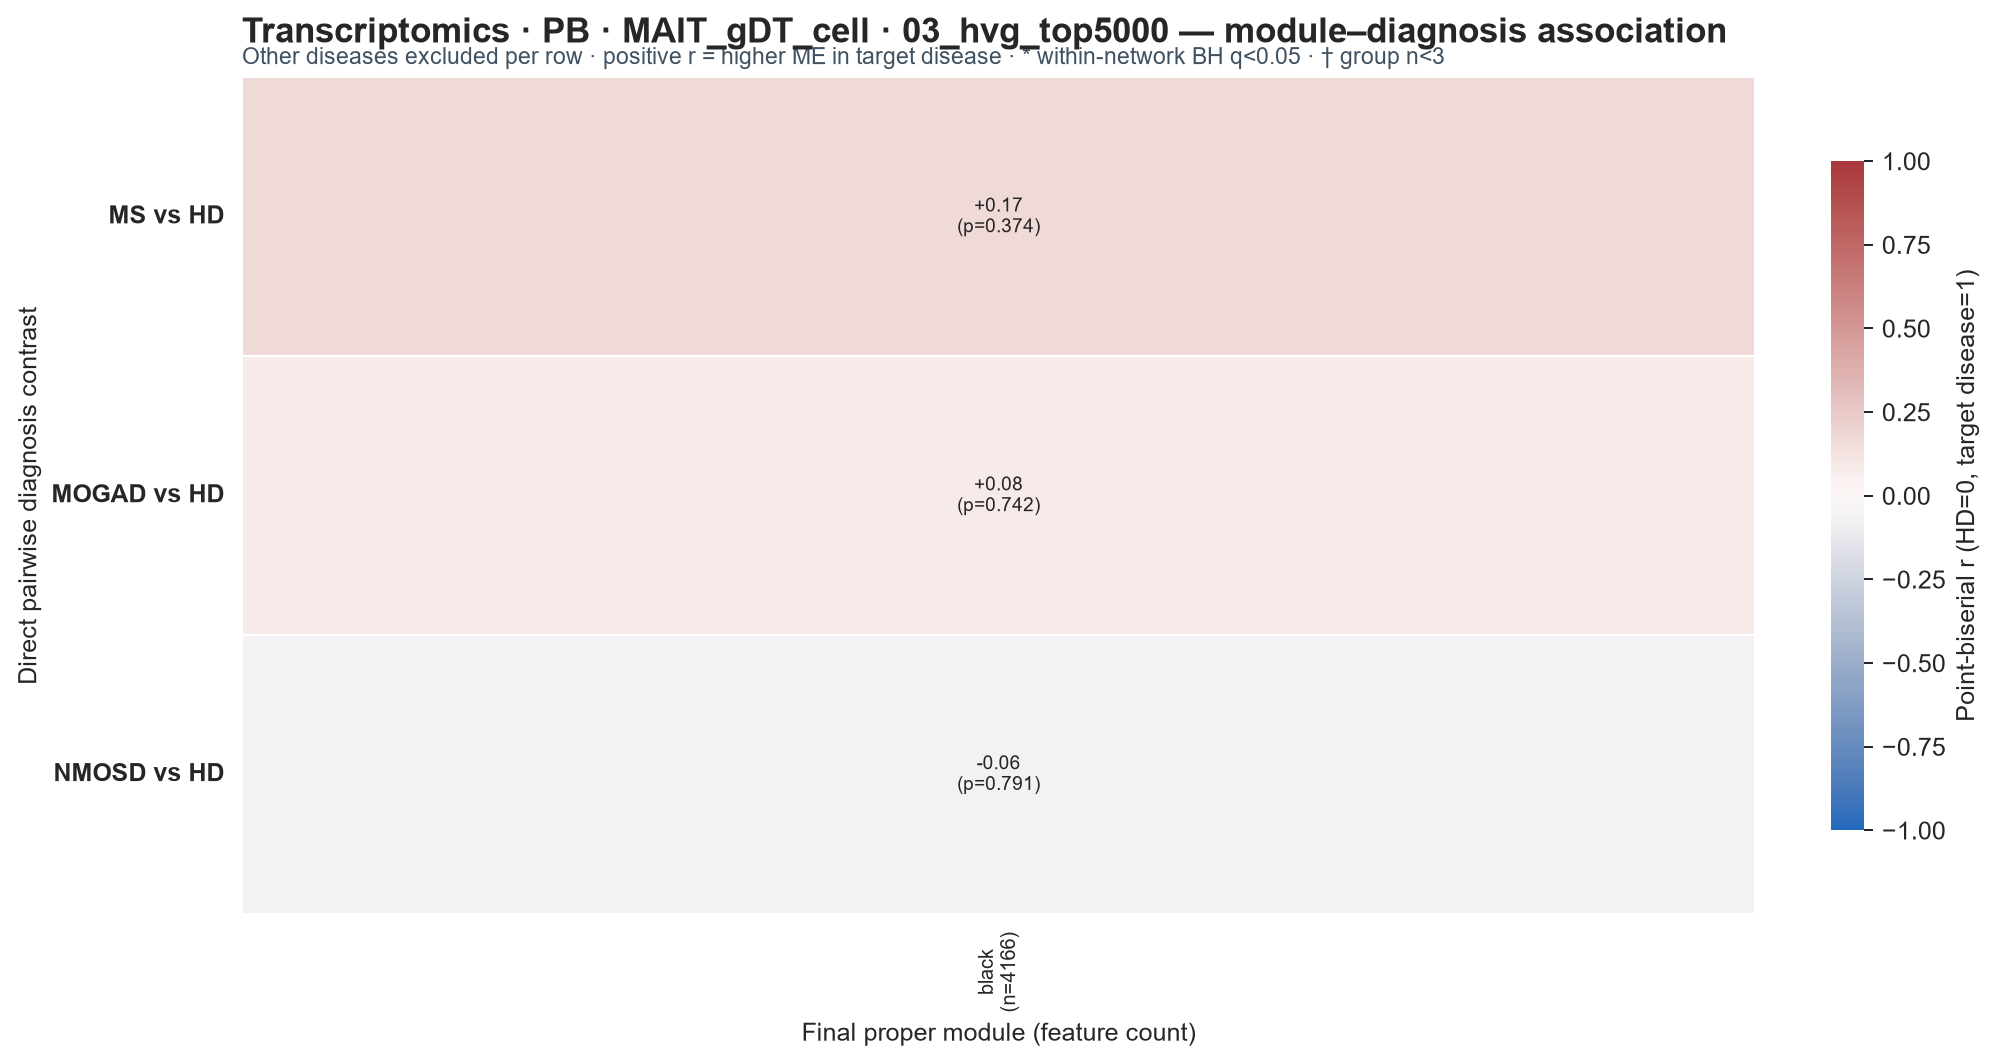 Transcriptomics · PB · MAIT_gDT_cell · 03_hvg_top5000 — module–diagnosis association
Other diseases excluded per row · positive r = higher ME in target disease · * within-network BH q<0.05 · † group n<3
Direct pairwise diagnosis contrast
MS vs HD
+0.17
(p=0.374)
MOGAD vs HD
+0.08
(p=0.742)
NMOSD vs HD
-0.06
(p=0.791)
black
(n=4166)
Final proper module (feature count)
1.00
0.75
0.50
0.25
0.00
−0.25
−0.50
−0.75
−1.00
Point-biserial r (HD=0, target disease=1)